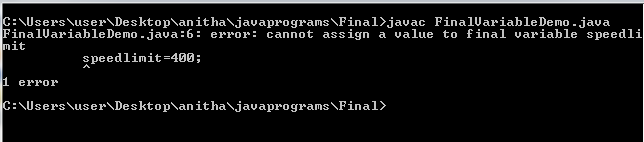 C:\Users\user\Desktop\anitha\javaprograms\Final>javac FinalVariableDemo.java
FinalVariableDemo.java:6: error: cannot assign a value to final variable speedli
mit
        speedlimit=400;
        ^
1 error
C:\Users\user\Desktop\anitha\javaprograms\Final>